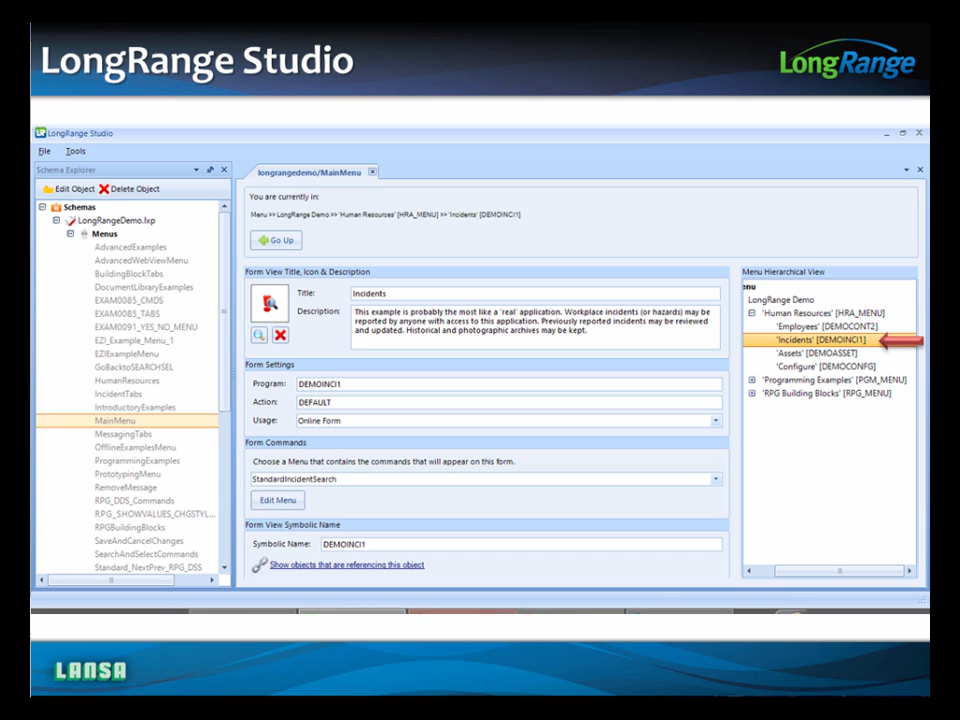 LongRange Studio
LongRange
LR LongRange Studio
File Tools
Schema Explorer
Edit Object Delete Object
Schemas
LongRangeDemo.lxp
Menus
AdvancedExamples
AdvancedWebViewMenu
BuildingBlockTabs
DocumentLibraryExamples
EXAM0085_CMDS
EXAM0085_TABS
EXAM0091_YES_NO_MENU
EZI_Example_Menu_1
EZIExampleMenu
GoBacktoSEARCHSEL
HumanResources
IncidentTabs
IntroductoryExamples
MainMenu
MessagingTabs
OfflineExamplesMenu
ProgrammingExamples
PrototypingMenu
RemoveMessage
RPG_DDS_Commands
RPG_SHOWVALUES_CHGSTYL...
RPGBuildingBlocks
SaveAndCancelChanges
SearchAndSelectCommands
Standard_NextPrev_RPG_DSS
longrangedemo/MainMenu
You are currently in:
Menu >> LongRange Demo >> 'Human Resources' [HRA_MENU] >> 'Incidents' [DEMOINCI1]
Go Up
Form View Title, Icon & Description
Title: Incidents
Description: This example is probably the most like a 'real' application. Workplace incidents (or hazards) may be
reported by anyone with access to this application. Previously reported incidents may be reviewed
and updated. Historical and photographic archives may be kept.
Form Settings
Program: DEMOINCI1
Action: DEFAULT
Usage: Online Form
Form Commands
Choose a Menu that contains the commands that will appear on this form.
StandardIncidentSearch
Edit Menu
Form View Symbolic Name
Symbolic Name: DEMOINCI1
Show objects that are referencing this object
Menu Hierarchical View
enu
LongRange Demo
'Human Resources' [HRA_MENU]
'Employees' [DEMOCONT2]
'Incidents' [DEMOINCI1]
'Assets' [DEMOASSET]
'Configure' [DEMOCONFG]
'Programming Examples' [PGM_MENU]
'RPG Building Blocks' [RPG_MENU]
LANSA